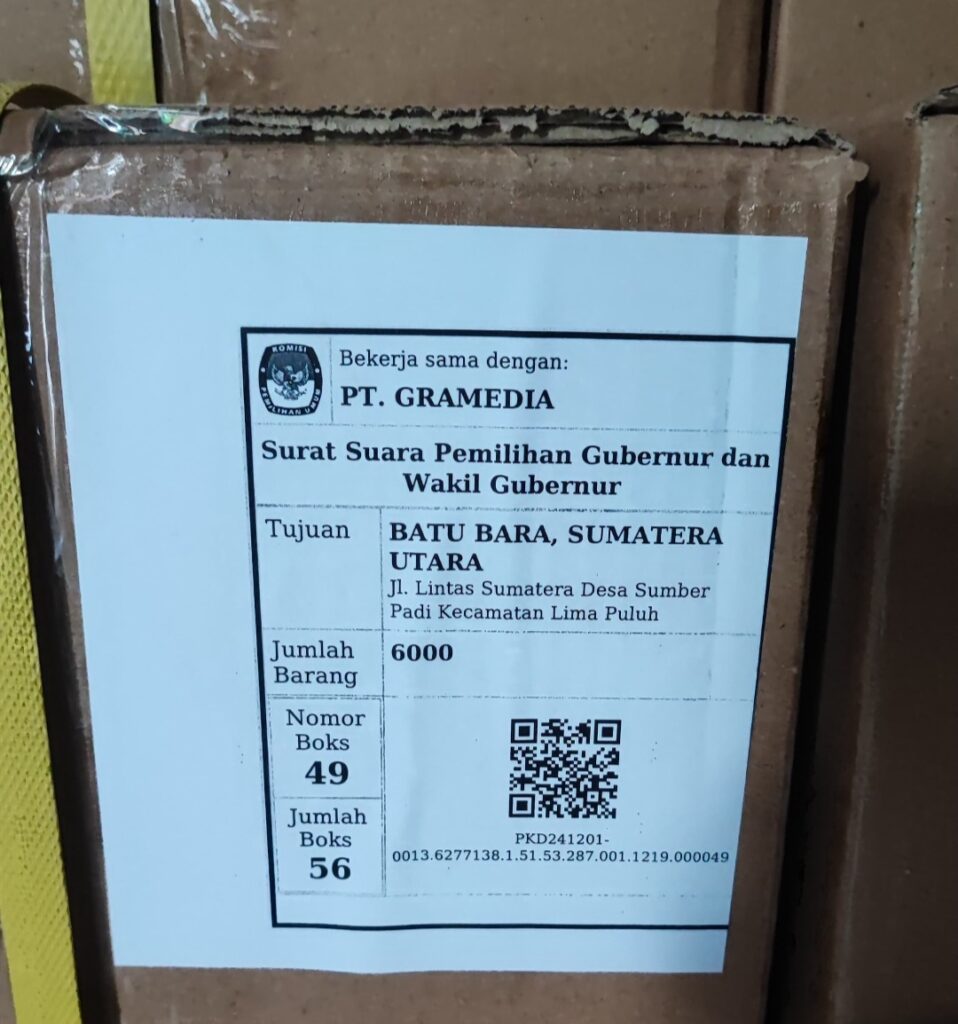 KOMISI
PEMILIHAN UMUM
Bekerja sama dengan:
PT. GRAMEDIA
Surat Suara Pemilihan Gubernur dan
Wakil Gubernur
Tujuan
BATU BARA, SUMATERA
UTARA
Jl. Lintas Sumatera Desa Sumber
Padi Kecamatan Lima Puluh
Jumlah
Barang
6000
Nomor
Boks
49
Jumlah
Boks
56
PKD241201-
0013.6277138.1.51.53.287.001.1219.000049